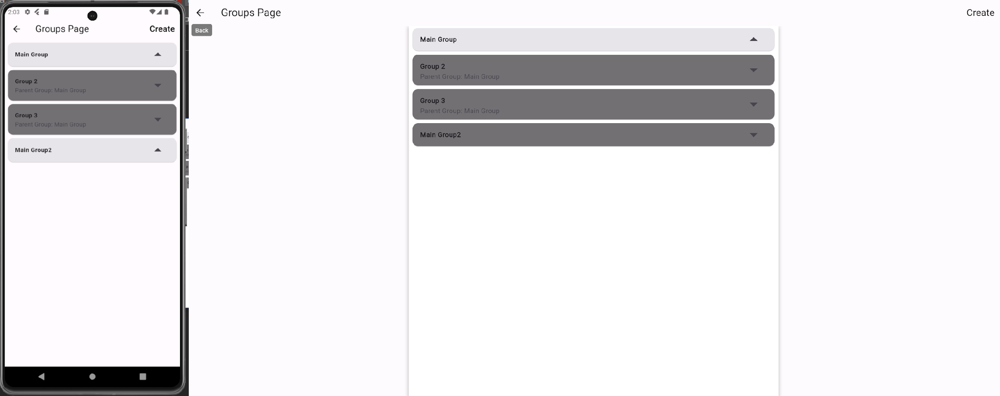 2:03
Groups Page
Create
Main Group
Group 2
Parent Group: Main Group
Group 3
Parent Group: Main Group
Main Group2
Groups Page
Create
Back
Main Group
Group 2
Parent Group: Main Group
Group 3
Parent Group: Main Group
Main Group2